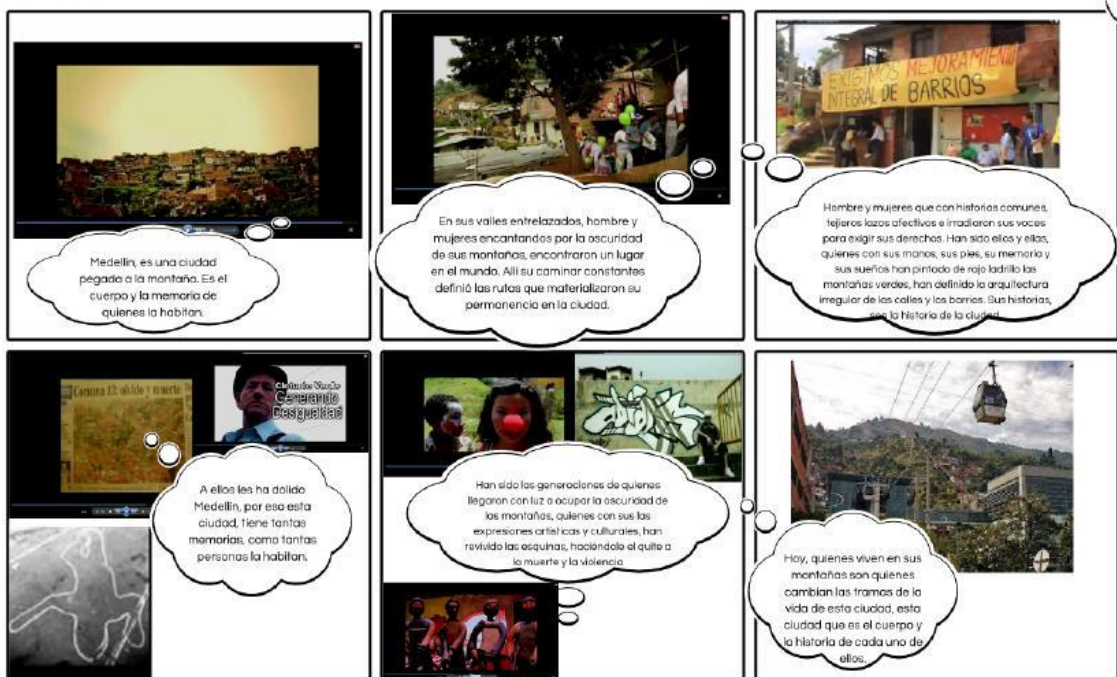 Medellín, es una ciudad
pegada a la montaña. Es el
cuerpo y la memoria de
quienes la habitan.
En sus valles entrelazados, hombre y
mujeres encantandos por la oscuridad
de sus montañas, encontraron un lugar
en el mundo. Allí su caminar constantes
definió las rutas que materializaron su
permanencia en la ciudad.
EXIGIMOS MEJORAMIENTO
INTEGRAL DE BARRIOS
Hombre y mujeres que con historias comunes,
tejieros lazos afectivos e irradiaron sus voces
para exigir sus derechos. Han sido ellos y ellas,
quienes con sus manos, sus pies, su memoria y
sus sueños han pintado de rojo ladrillo las
montañas verdes, han definido la arquitectura
irregular de las calles y los barrios. Sus historias,
son la historia de la ciudad
Comuna 13: olvido y muerte
Cinturón Verde
Generando
Desigualdad
A ellos les ha dolido
Medellín, por eso esta
ciudad, tiene tantas
memorias, como tantas
personas la habitan.
Han sido las generaciones de quienes
llegaron con luz a ocupar la oscuridad de
las montañas, quienes con sus las
expresiones artísticas y culturales, han
revivido las esquinas, haciéndole el quite a
la muerte y la violencia
Hoy, quienes viven en sus
montañas son quienes
cambian las tramas de la
vida de esta ciudad, esta
ciudad que es el cuerpo y
la historia de cada uno de
ellos.